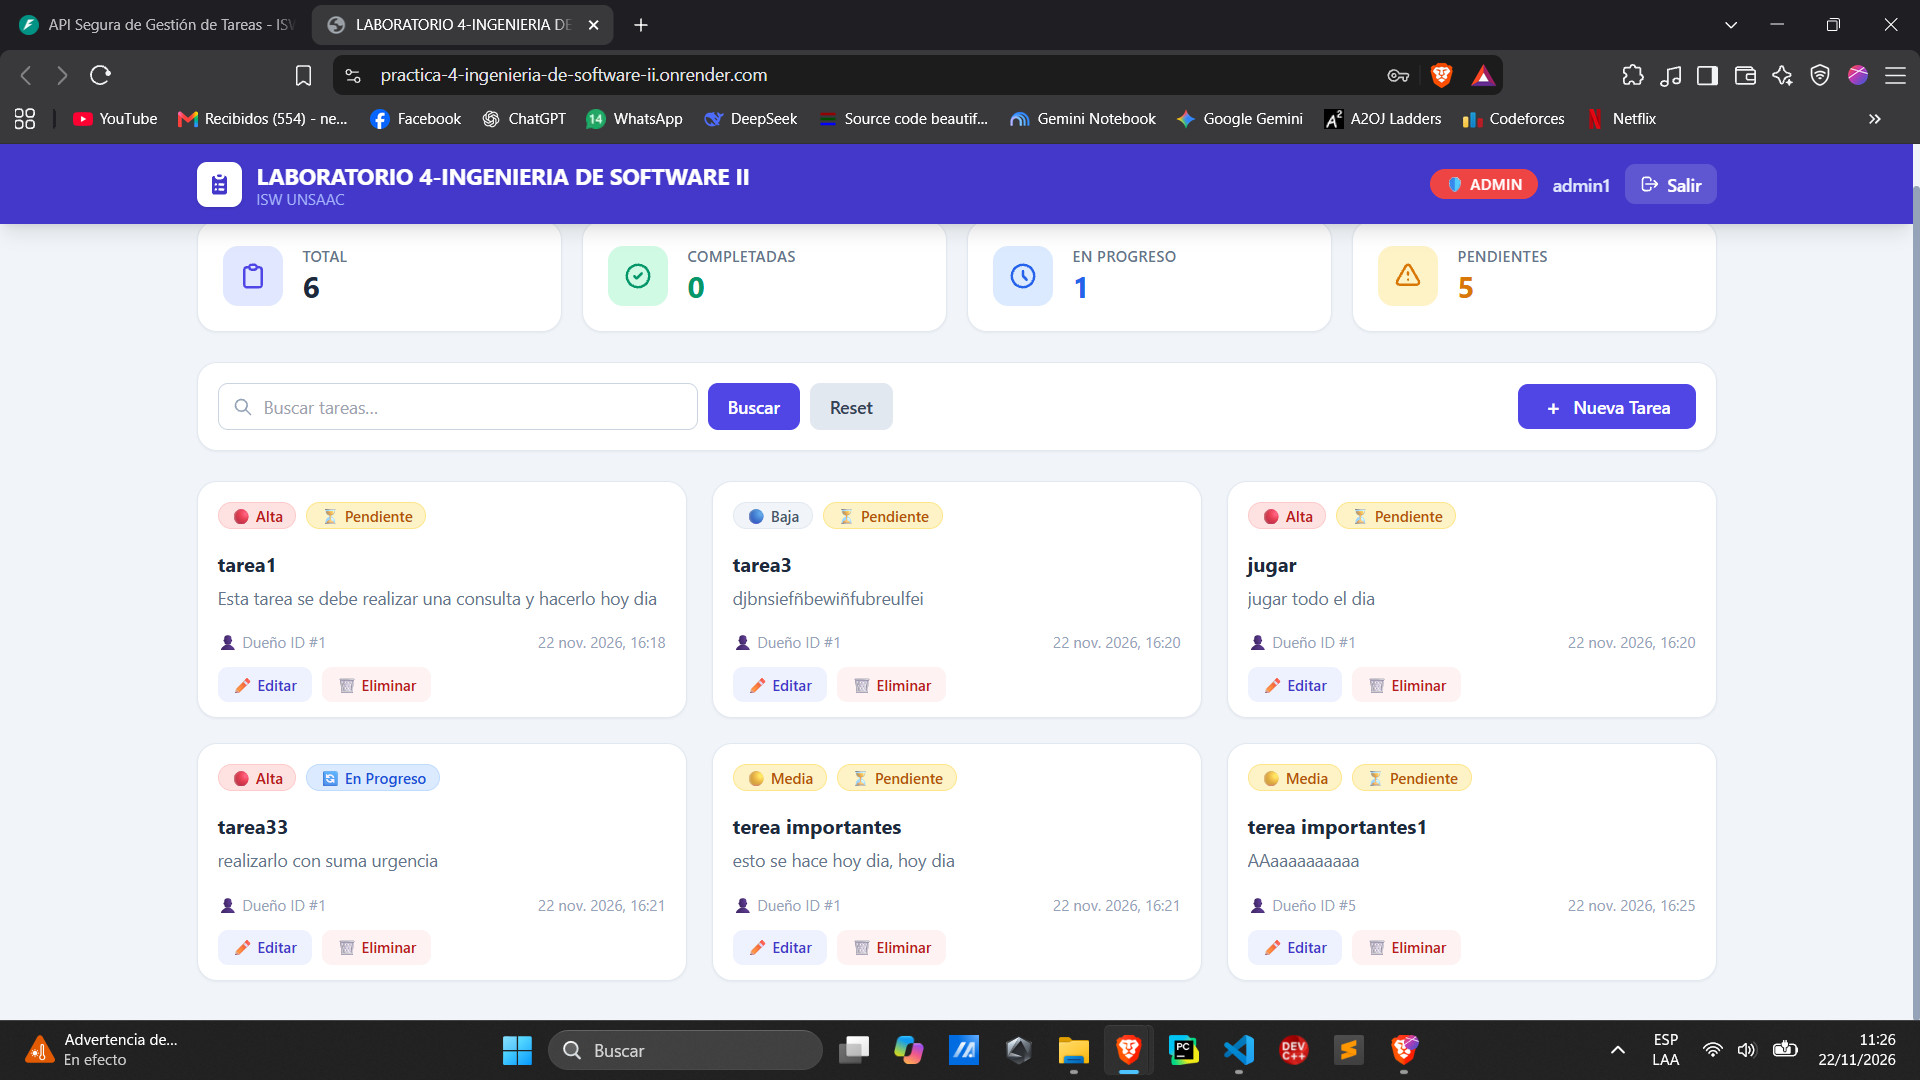 API Segura de Gestión de Tareas - ISW
LABORATORIO 4-INGENIERIA DE
practica-4-ingenieria-de-software-ii.onrender.com
YouTube
Recibidos (554) - ne...
Facebook
ChatGPT
14
WhatsApp
DeepSeek
Source code beautif...
Gemini Notebook
Google Gemini
A2OJ Ladders
Codeforces
Netflix
LABORATORIO 4-INGENIERIA DE SOFTWARE II
ISW UNSAAC
ADMIN
admin1
Salir
TOTAL
6
COMPLETADAS
0
EN PROGRESO
1
PENDIENTES
5
Buscar tareas...
Buscar
Reset
+ Nueva Tarea
Alta
Pendiente
tarea1
Esta tarea se debe realizar una consulta y hacerlo hoy dia
Dueño ID #1
22 nov. 2026, 16:18
Editar
Eliminar
Baja
Pendiente
tarea3
djbnsiefñbewiñfubreulfei
Dueño ID #1
22 nov. 2026, 16:20
Editar
Eliminar
Alta
Pendiente
jugar
jugar todo el dia
Dueño ID #1
22 nov. 2026, 16:20
Editar
Eliminar
Alta
En Progreso
tarea33
realizarlo con suma urgencia
Dueño ID #1
22 nov. 2026, 16:21
Editar
Eliminar
Media
Pendiente
terea importantes
esto se hace hoy dia, hoy dia
Dueño ID #1
22 nov. 2026, 16:21
Editar
Eliminar
Media
Pendiente
terea importantes1
AAaaaaaaaaaa
Dueño ID #5
22 nov. 2026, 16:25
Editar
Eliminar
Advertencia de...
En efecto
Buscar
PC
DEV
C++
ESP
LAA
11:26
22/11/2026